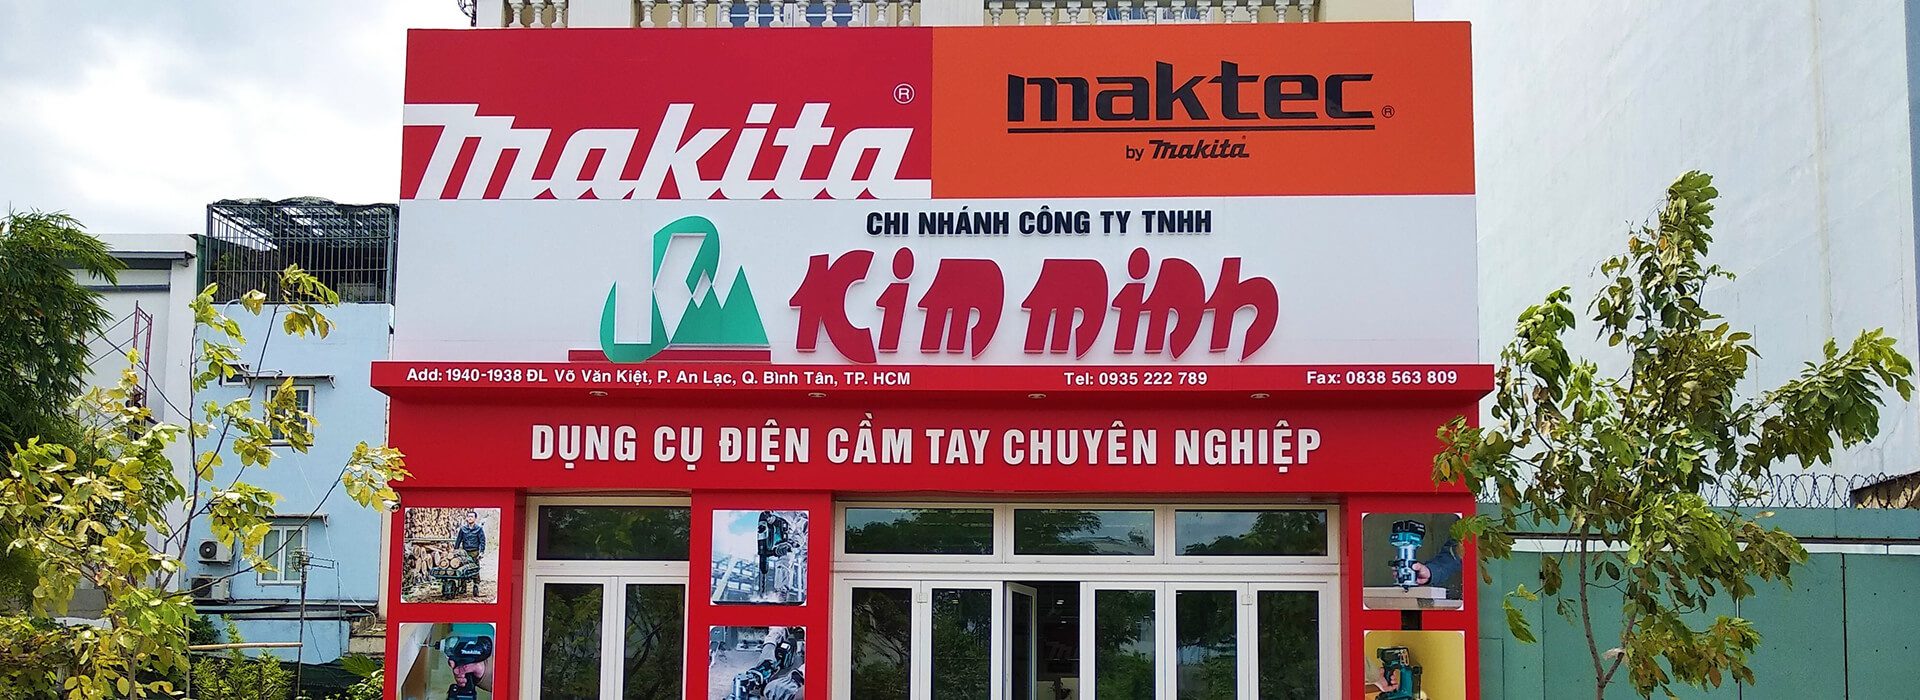 makita®
maktec®
by makita®
CHI NHÁNH CÔNG TY TNHH
Kim Minh
Add: 1940-1938 ĐL Võ Văn Kiệt, P. An Lạc, Q. Bình Tân, TP. HCM Tel: 0935 222 789 Fax: 0838 563 809
DỤNG CỤ ĐIỆN CẦM TAY CHUYÊN NGHIỆP